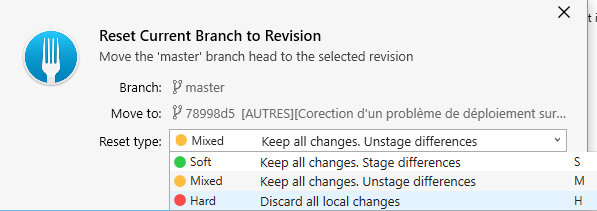 Reset Current Branch to Revision
Move the 'master' branch head to the selected revision
Branch: master
Move to: 78998d5 [AUTRES][Corection d'un problème de déploiement sur...
Reset type: Mixed Keep all changes. Unstage differences
Soft Keep all changes. Stage differences S
Mixed Keep all changes. Unstage differences M
Hard Discard all local changes H